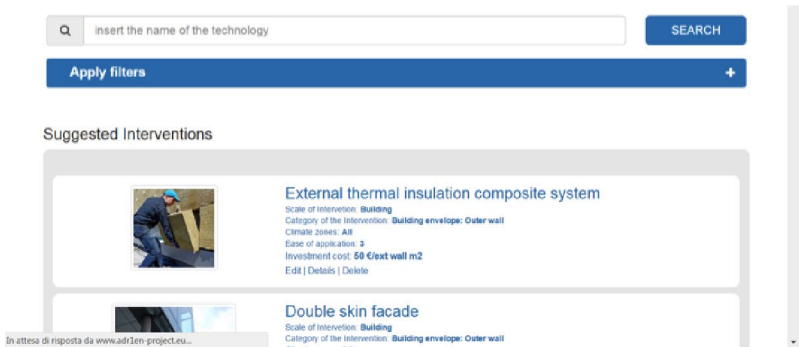 insert the name of the technology
SEARCH
Apply filters
+
Suggested Interventions
External thermal insulation composite system
Scale of Intervetion: Building
Category of the Intervention: Building envelope: Outer wall
Climate zones: All
Ease of application: 3
Investment cost: 50 €/ext wall m2
Edit | Details | Delete
Double skin facade
Scale of Intervetion: Building
Category of the Intervention: Building envelope: Outer wall
In attesa di risposta da www.adr1en-project.eu...